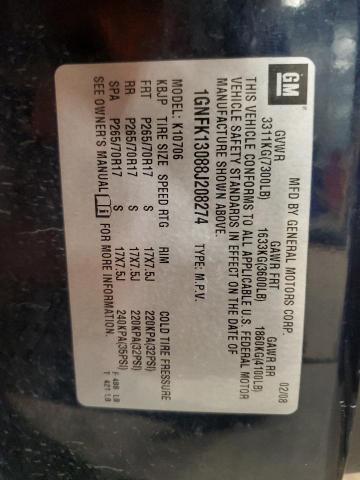 GM
MFD BY GENERAL MOTORS CORP. 02/08
GVWR GAWR FRT GAWR RR
3311KG(7300LB) 1633KG(3600LB) 1860KG(4100LB)
THIS VEHICLE CONFORMS TO ALL APPLICABLE U.S. FEDERAL MOTOR
VEHICLE SAFETY STANDARDS IN EFFECT ON THE DATE OF
MANUFACTURE SHOWN ABOVE.
1GNFK13088J208274 TYPE: M.P.V.
MODEL: K10706
KBJP TIRE SIZE SPEED RTG RIM COLD TIRE PRESSURE
FRT P265/70R17 S 17X7.5J 220KPA(32PSI)
RR P265/70R17 S 17X7.5J 220KPA(32PSI)
SPA P265/70R17 S 17X7.5J 240KPA(35PSI)
SEE OWNER'S MANUAL i FOR MORE INFORMATION.
F 488 LB
T 421 LB